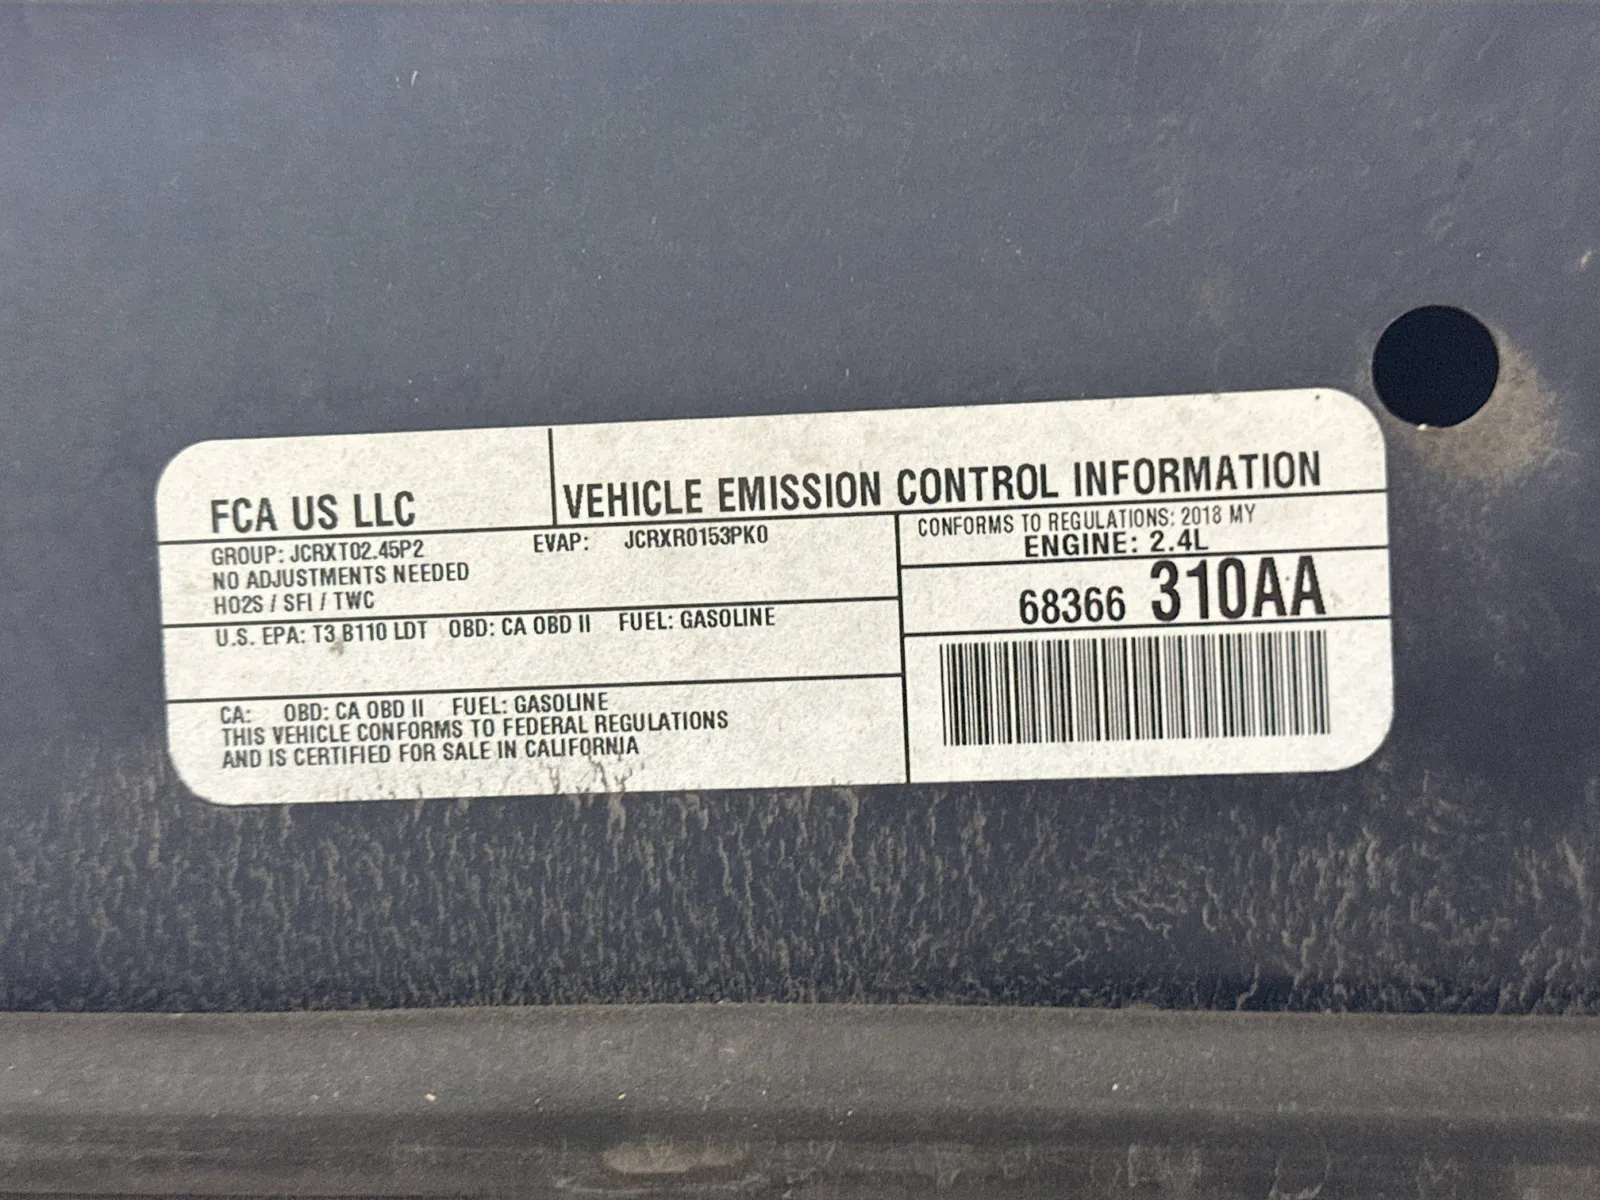 FCA US LLC
VEHICLE EMISSION CONTROL INFORMATION
GROUP: JCRXT02.45P2 EVAP: JCRXR0153PK0
NO ADJUSTMENTS NEEDED
HO2S / SFI / TWC
U.S. EPA: T3 B110 LDT OBD: CA OBD II FUEL: GASOLINE
CA: OBD: CA OBD II FUEL: GASOLINE
THIS VEHICLE CONFORMS TO FEDERAL REGULATIONS
AND IS CERTIFIED FOR SALE IN CALIFORNIA
CONFORMS TO REGULATIONS: 2018 MY
ENGINE: 2.4L
68366 310AA